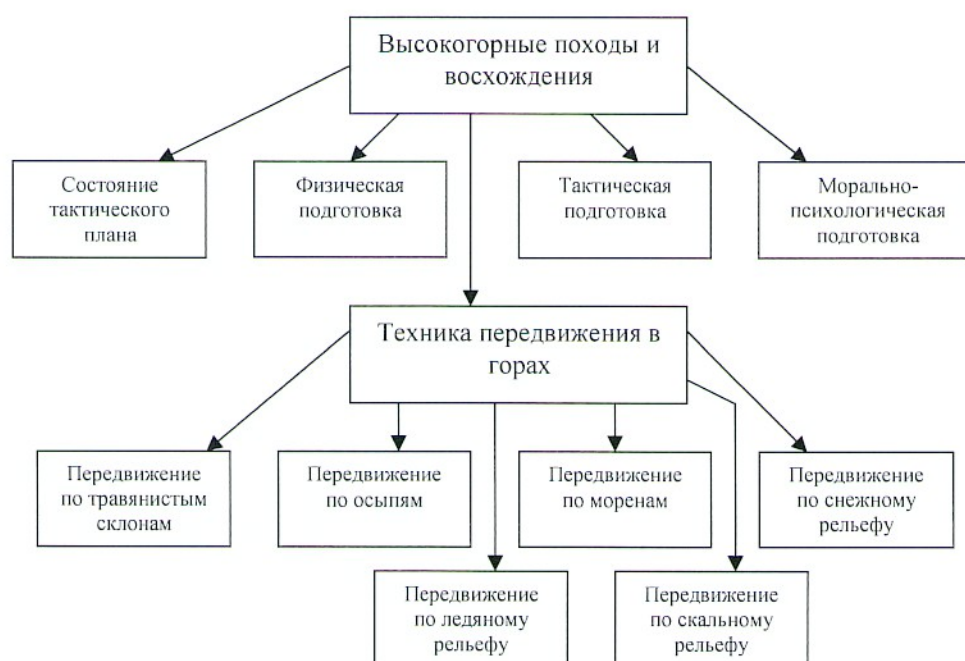 Высокогорные походы и
восхождения
Состояние
тактического
плана
Физическая
подготовка
Тактическая
подготовка
Морально-
психологическая
подготовка
Техника передвижения в
горах
Передвижение
по травянистым
склонам
Передвижение
по осыпям
Передвижение
по моренам
Передвижение
по снежному
рельефу
Передвижение
по ледяному
рельефу
Передвижение
по скальному
рельефу